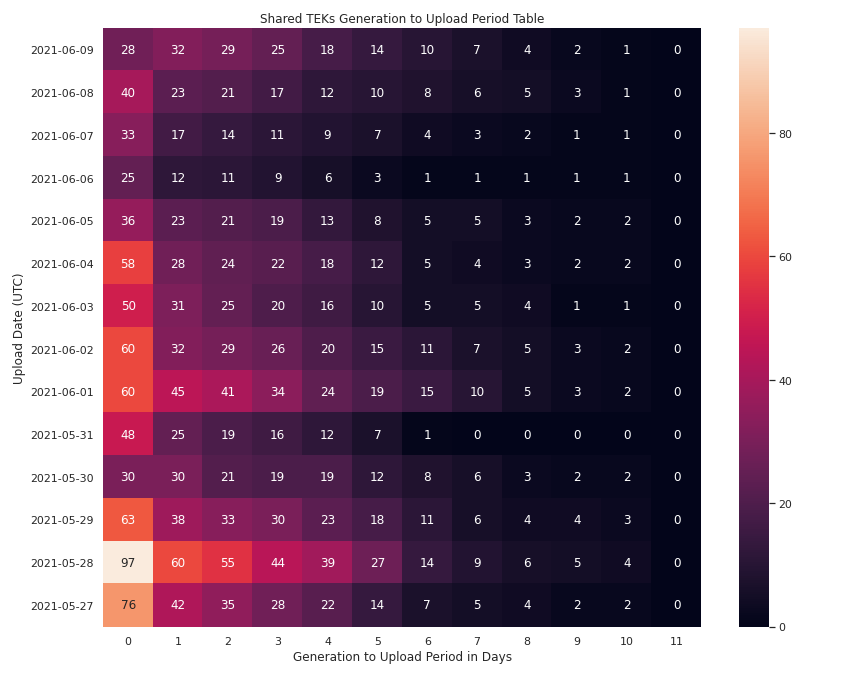 Shared TEKs Generation to Upload Period Table
Upload Date (UTC)
2021-06-09 28 32 29 25 18 14 10 7 4 2 1 0
2021-06-08 40 23 21 17 12 10 8 6 5 3 1 0
2021-06-07 33 17 14 11 9 7 4 3 2 1 1 0
2021-06-06 25 12 11 9 6 3 1 1 1 1 1 0
2021-06-05 36 23 21 19 13 8 5 5 3 2 2 0
2021-06-04 58 28 24 22 18 12 5 4 3 2 2 0
2021-06-03 50 31 25 20 16 10 5 5 4 1 1 0
2021-06-02 60 32 29 26 20 15 11 7 5 3 2 0
2021-06-01 60 45 41 34 24 19 15 10 5 3 2 0
2021-05-31 48 25 19 16 12 7 1 0 0 0 0 0
2021-05-30 30 30 21 19 19 12 8 6 3 2 2 0
2021-05-29 63 38 33 30 23 18 11 6 4 4 3 0
2021-05-28 97 60 55 44 39 27 14 9 6 5 4 0
2021-05-27 76 42 35 28 22 14 7 5 4 2 2 0
0 1 2 3 4 5 6 7 8 9 10 11
Generation to Upload Period in Days
80
60
40
20
0